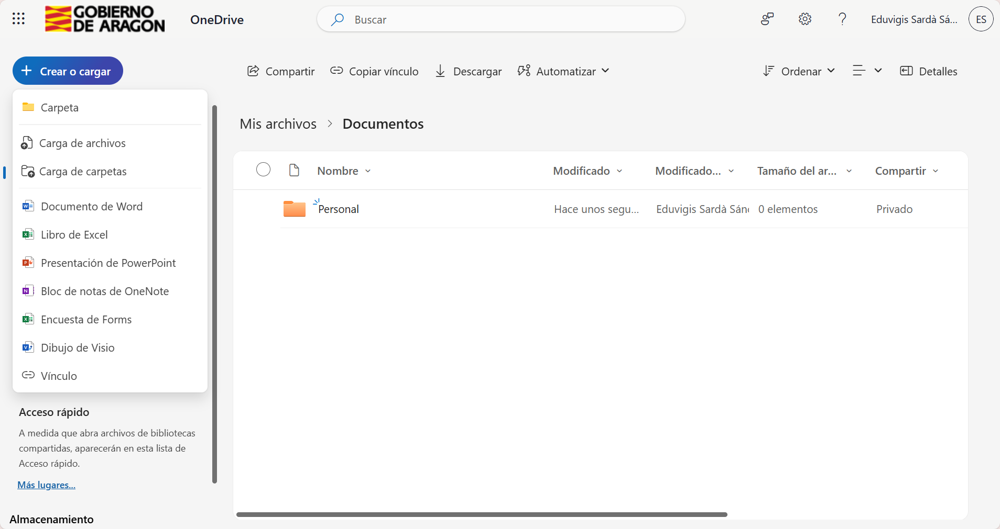 GOBIERNO
DE ARAGON
OneDrive
Buscar
Eduvigis Sardà Sá...
ES
Crear o cargar
Compartir
Copiar vínculo
Descargar
Automatizar
Ordenar
Detalles
Carpeta
Carga de archivos
Carga de carpetas
Documento de Word
Libro de Excel
Presentación de PowerPoint
Bloc de notas de OneNote
Encuesta de Forms
Dibujo de Visio
Vínculo
Acceso rápido
A medida que abra archivos de bibliotecas
compartidas, aparecerán en esta lista de
Acceso rápido.
Más lugares...
Almacenamiento
Mis archivos > Documentos
Nombre
Modificado
Modificado...
Tamaño del ar...
Compartir
Personal
Hace unos segu...
Eduvigis Sardà Sánc
0 elementos
Privado